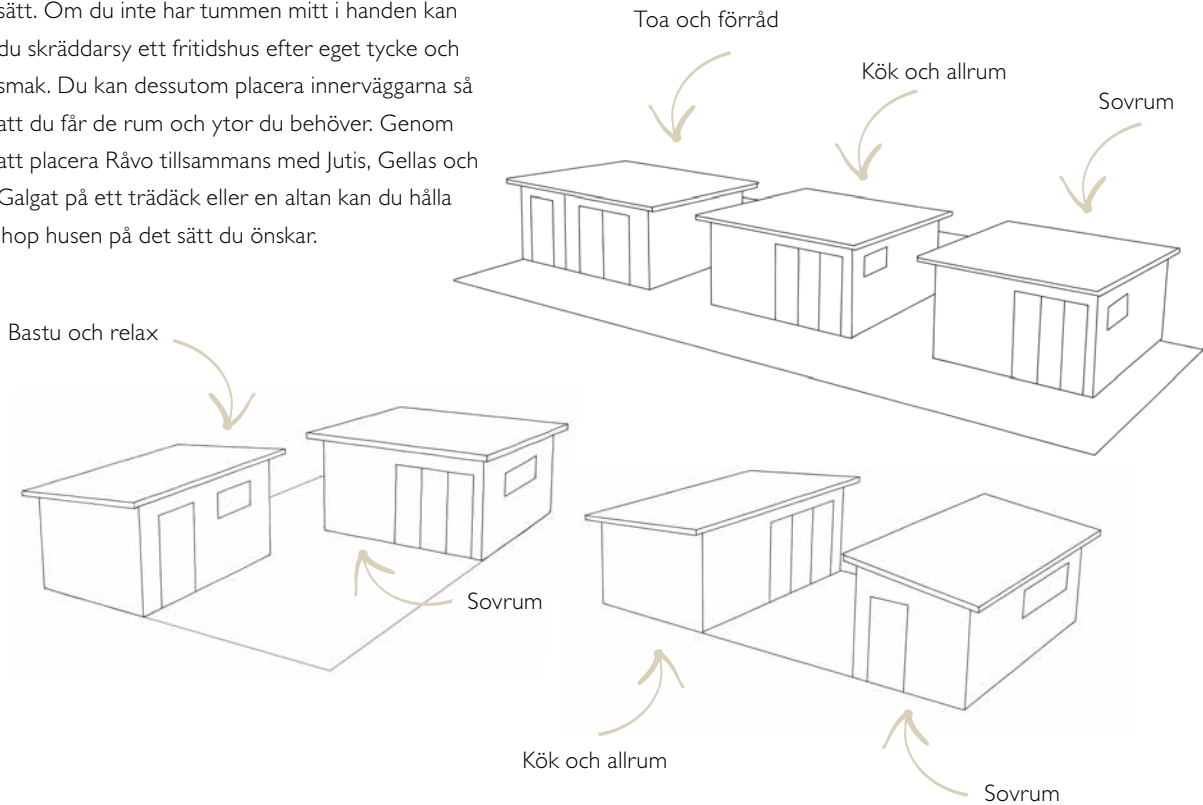 sätt. Om du inte har tummen mitt i handen kan
du skräddarsy ett fritidshus efter eget tycke och
smak. Du kan dessutom placera innerväggarna så
att du får de rum och ytor du behöver. Genom
att placera Råvo tillsammans med Jutis, Gellas och
Galgat på ett trädäck eller en altan kan du hålla
ihop husen på det sätt du önskar.
Toa och förråd
Kök och allrum
Sovrum
Bastu och relax
Sovrum
Kök och allrum
Sovrum